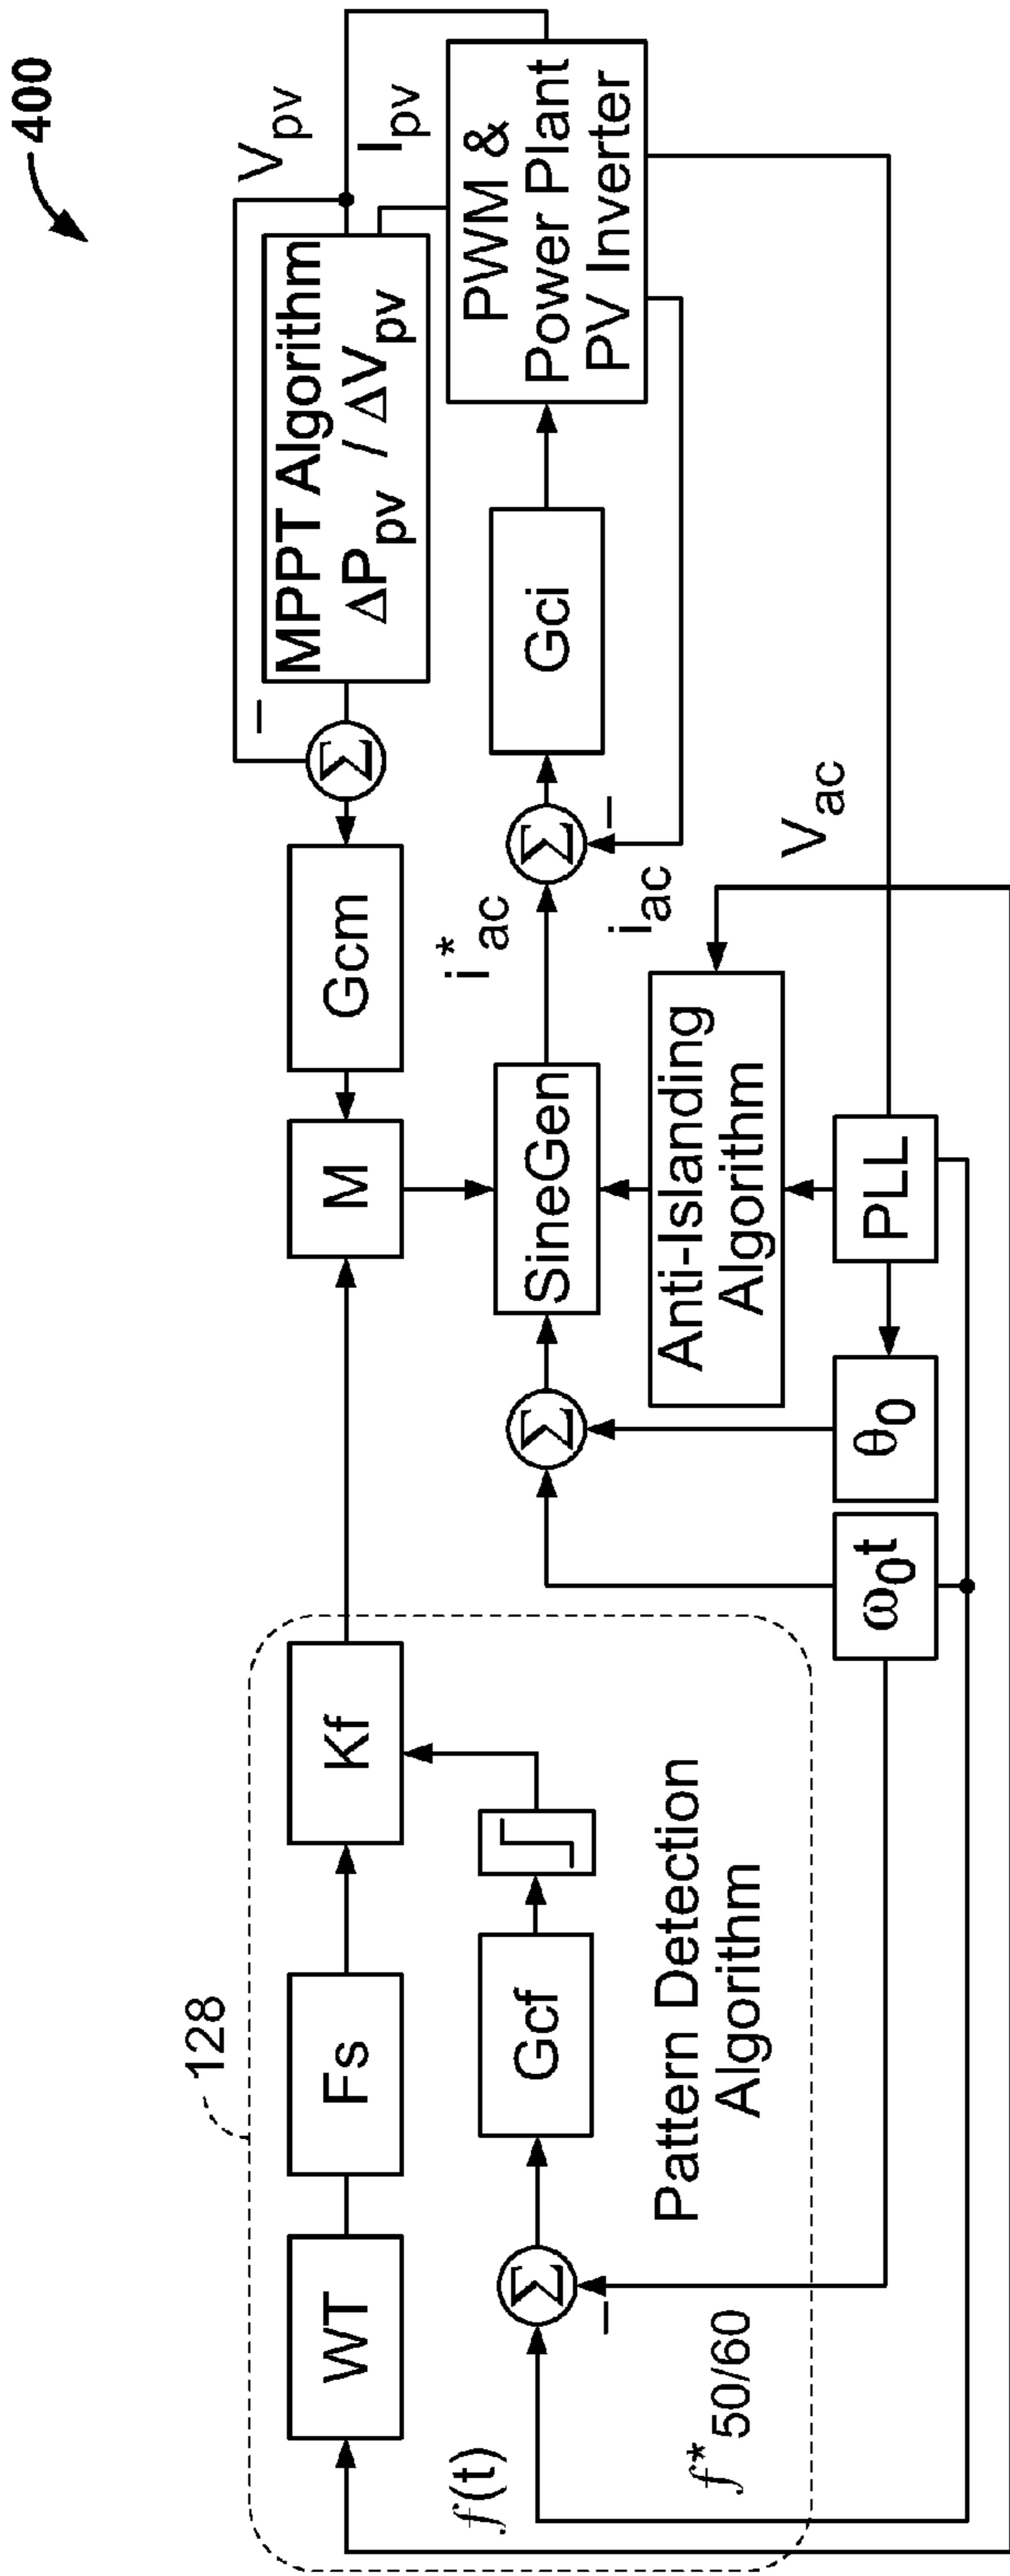 400
128
WT
Fs
Kf
M
Gcm
Σ
−
MPPT Algorithm
ΔP_pv / ΔV_pv
V_pv
I_pv
f(t)
Σ
−
f*_50/60
Gcf
Pattern Detection
Algorithm
Σ
SineGen
i*_ac
Σ
−
i_ac
Gci
PWM &
Power Plant
PV Inverter
Anti-Islanding
Algorithm
V_ac
ω_0t
θ_0
PLL